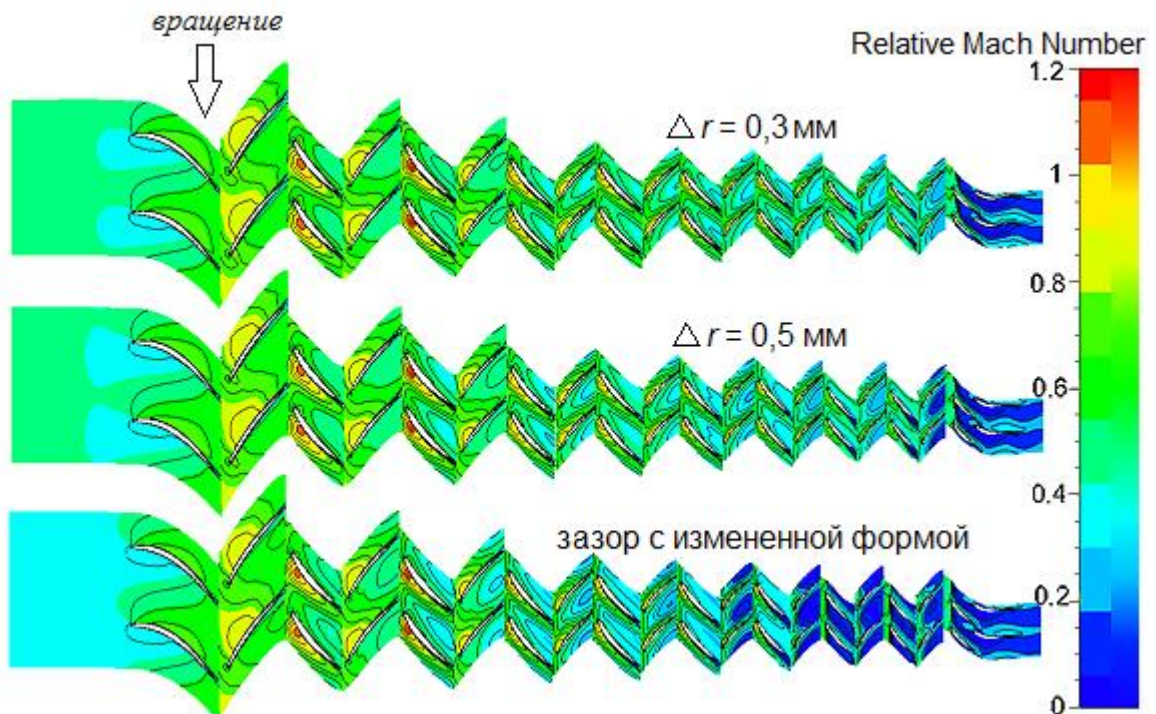 вращение
Relative Mach Number
1.2
△ r = 0,3 мм
1
0.8
△ r = 0,5 мм
0.6
0.4
зазор с измененной формой
0.2
0